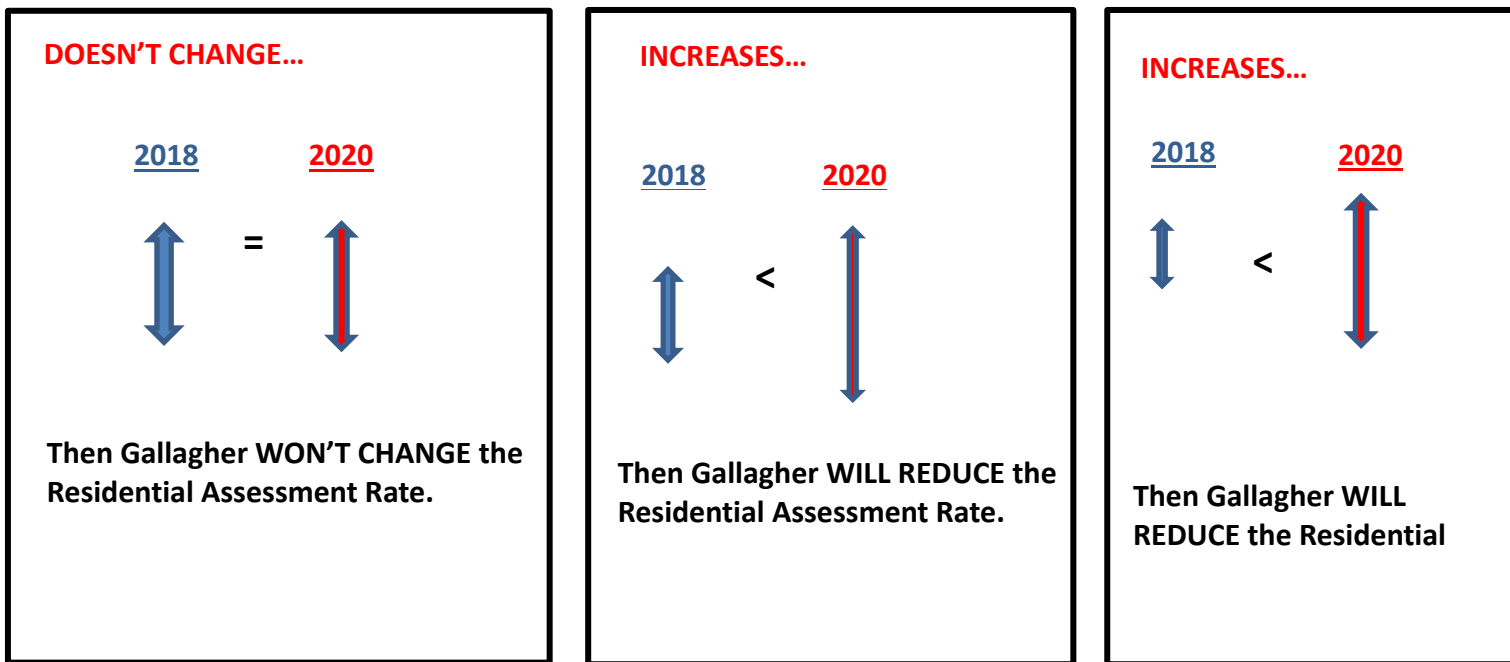 DOESN’T CHANGE…
2018 2020
=
Then Gallagher WON’T CHANGE the
Residential Assessment Rate.
INCREASES…
2018 2020
<
Then Gallagher WILL REDUCE the
Residential Assessment Rate.
INCREASES…
2018 2020
<
Then Gallagher WILL
REDUCE the Residential